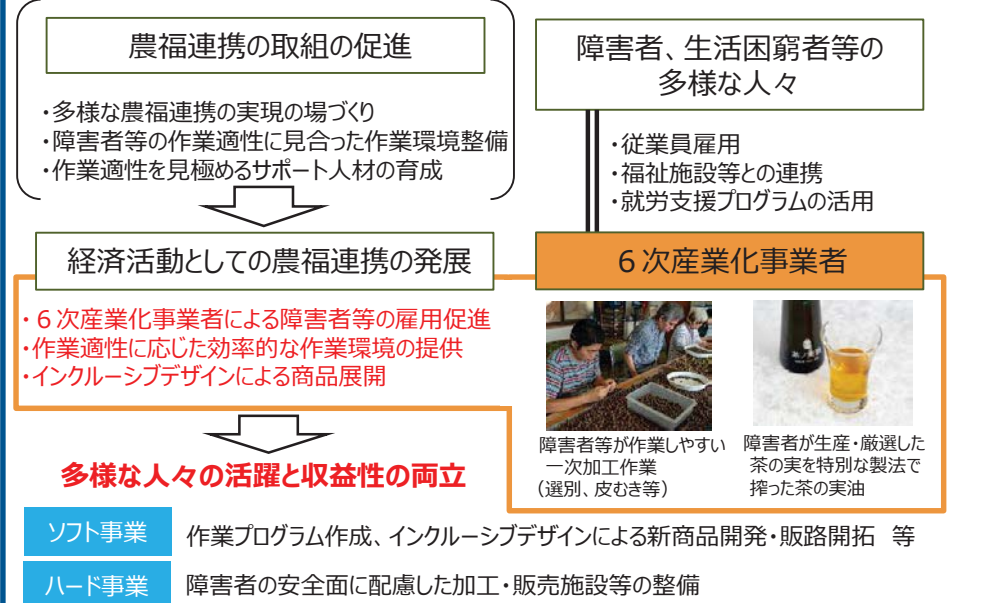 農福連携の取組の促進
・多様な農福連携の実現の場づくり
・障害者等の作業適性に見合った作業環境整備
・作業適性を見極めるサポート人材の育成
障害者、生活困窮者等の
多様な人々
・従業員雇用
・福祉施設等との連携
・就労支援プログラムの活用
経済活動としての農福連携の発展
・６次産業化事業者による障害者等の雇用促進
・作業適性に応じた効率的な作業環境の提供
・インクルーシブデザインによる商品展開
６次産業化事業者
障害者等が作業しやすい
一次加工作業
（選別、皮むき等）
障害者が生産・厳選した
茶の実を特別な製法で
搾った茶の実油
多様な人々の活躍と収益性の両立
ソフト事業
作業プログラム作成、インクルーシブデザインによる新商品開発・販路開拓　等
ハード事業
障害者の安全面に配慮した加工・販売施設等の整備